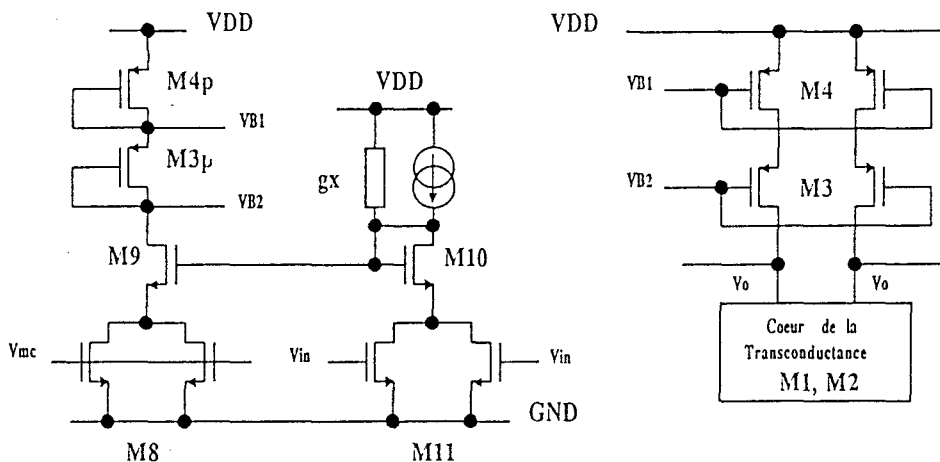 VDD
M4p
VB1
M3p
VB2
M9
Vmc
M8
VDD
gx
M10
Vin
Vin
GND
M11
VDD
VB1
M4
VB2
M3
Vo
Vo
Coeur de la
Transconductance
M1, M2